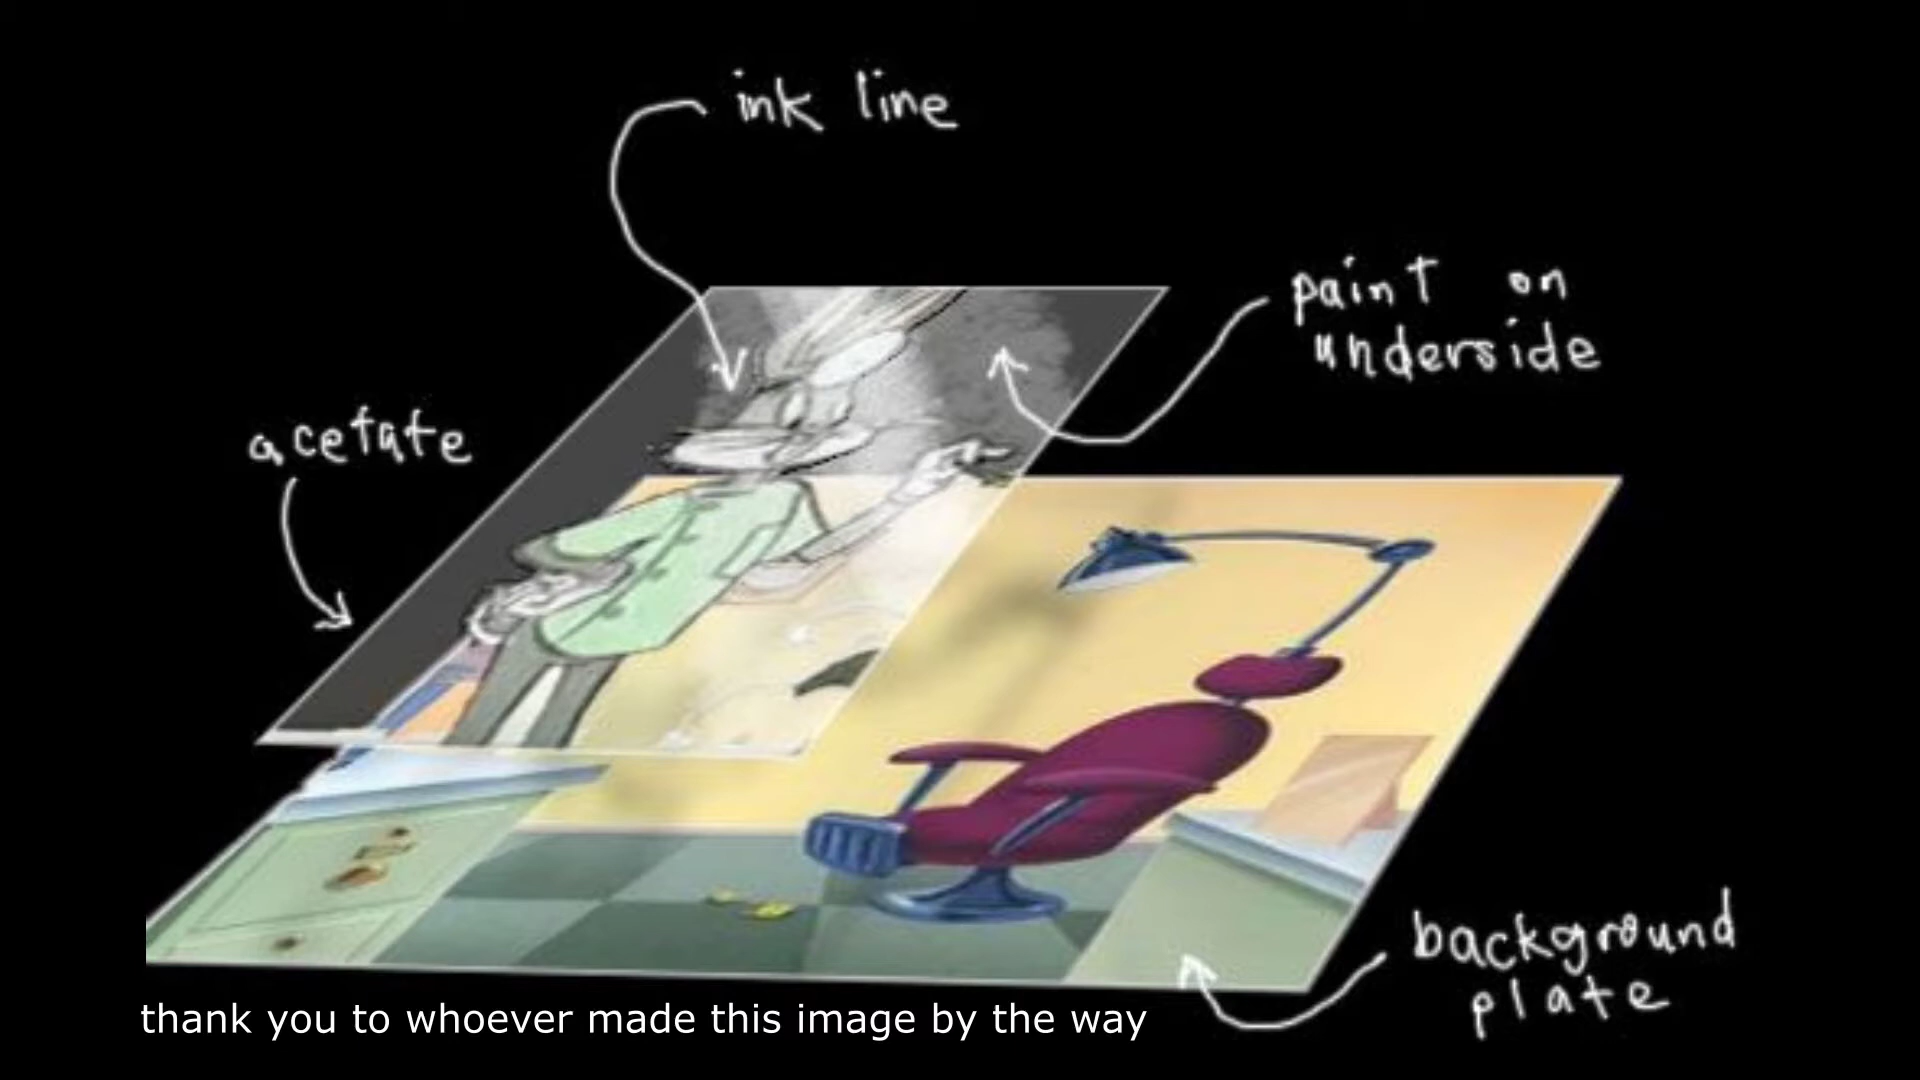 ink line
paint on
underside
acetate
background
plate
thank you to whoever made this image by the way